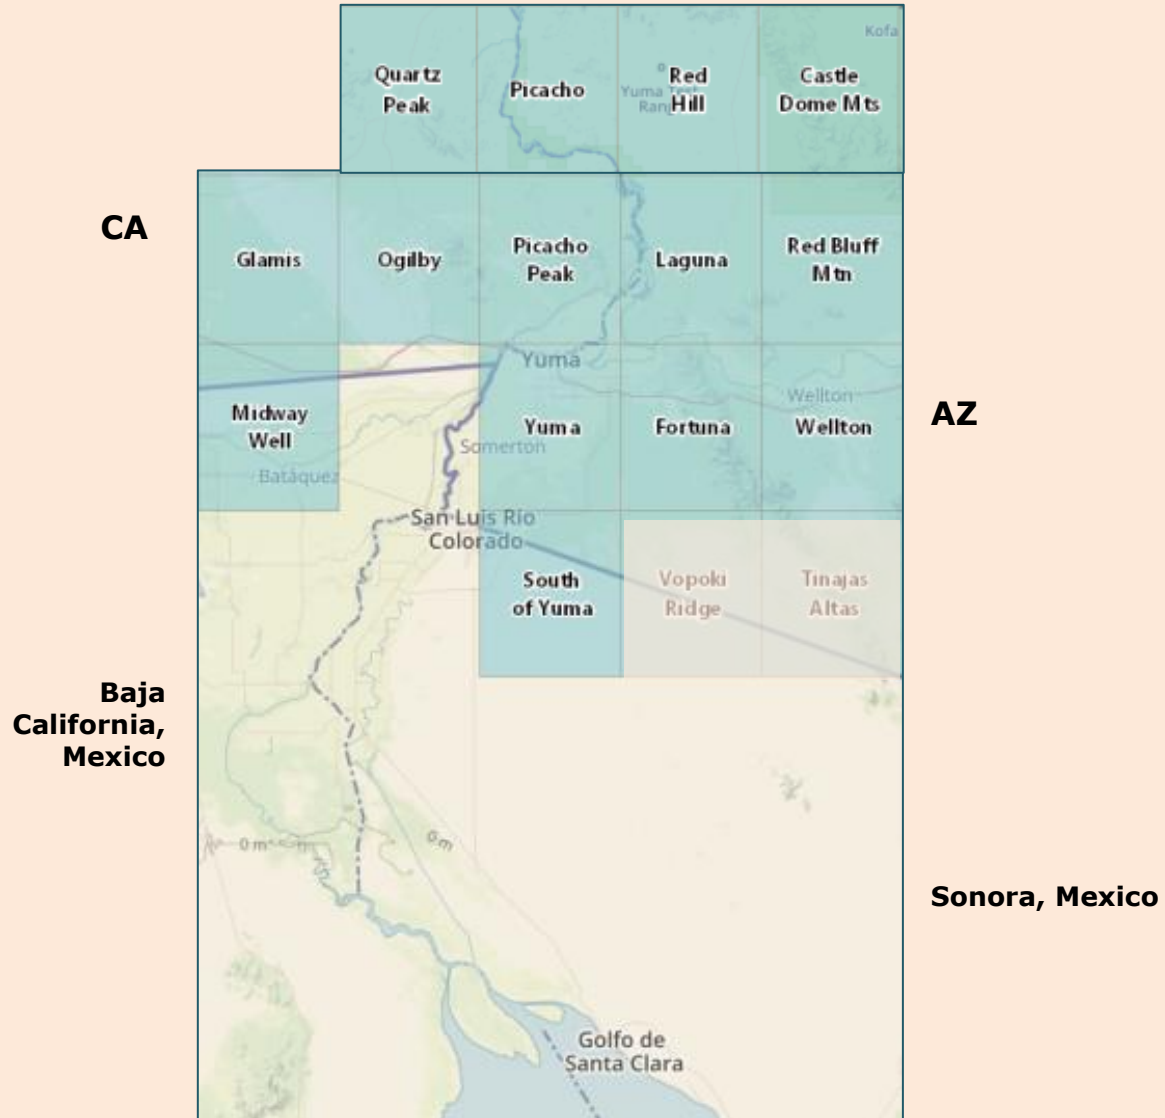 Kofa
Quartz
Peak
Picacho
Yuma Test
Range
Red
Hill
Castle
Dome Mts
CA
Glamis
Ogilby
Picacho
Peak
Laguna
Red Bluff
Mtn
Yuma
Wellton
Midway
Well
Yuma
Fortuna
Wellton
AZ
Somerton
Batáquez
San Luis Río
Colorado
South
of Yuma
Vopoki
Ridge
Tinajas
Altas
Baja
California,
Mexico
0 m
0 m
Sonora, Mexico
Golfo de
Santa Clara